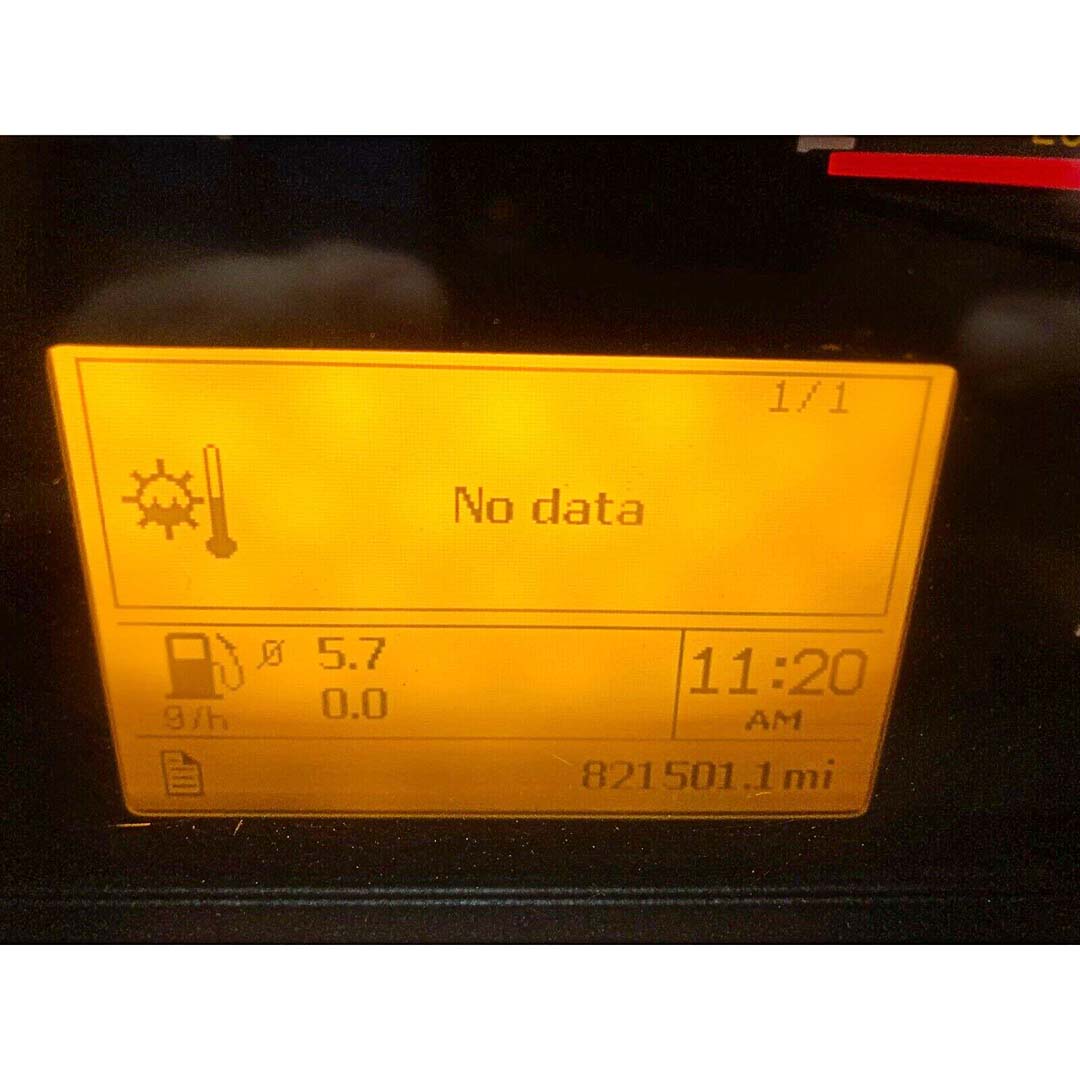 1/1
No data
ø 5.7
g/h 0.0
11:20
AM
821501.1 mi